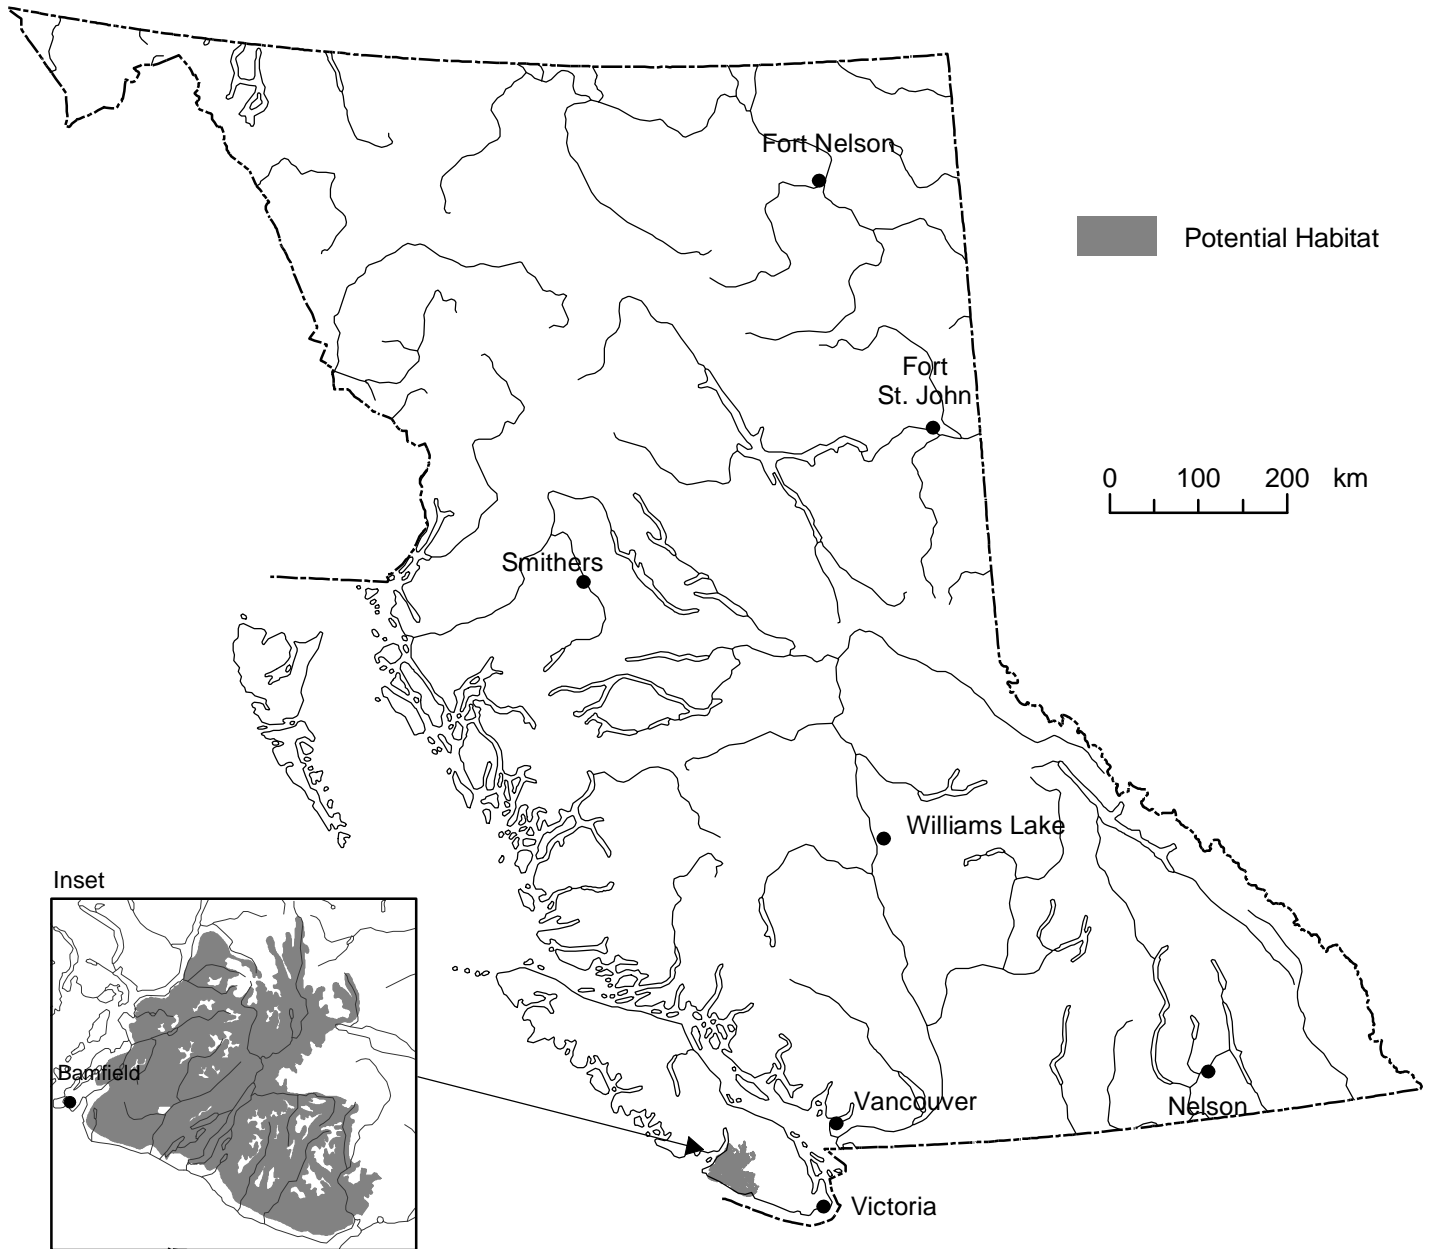 Fort Nelson
Potential Habitat
Fort
St. John
0 100 200 km
Smithers
Williams Lake
Inset
Bamfield
Vancouver
Nelson
Victoria